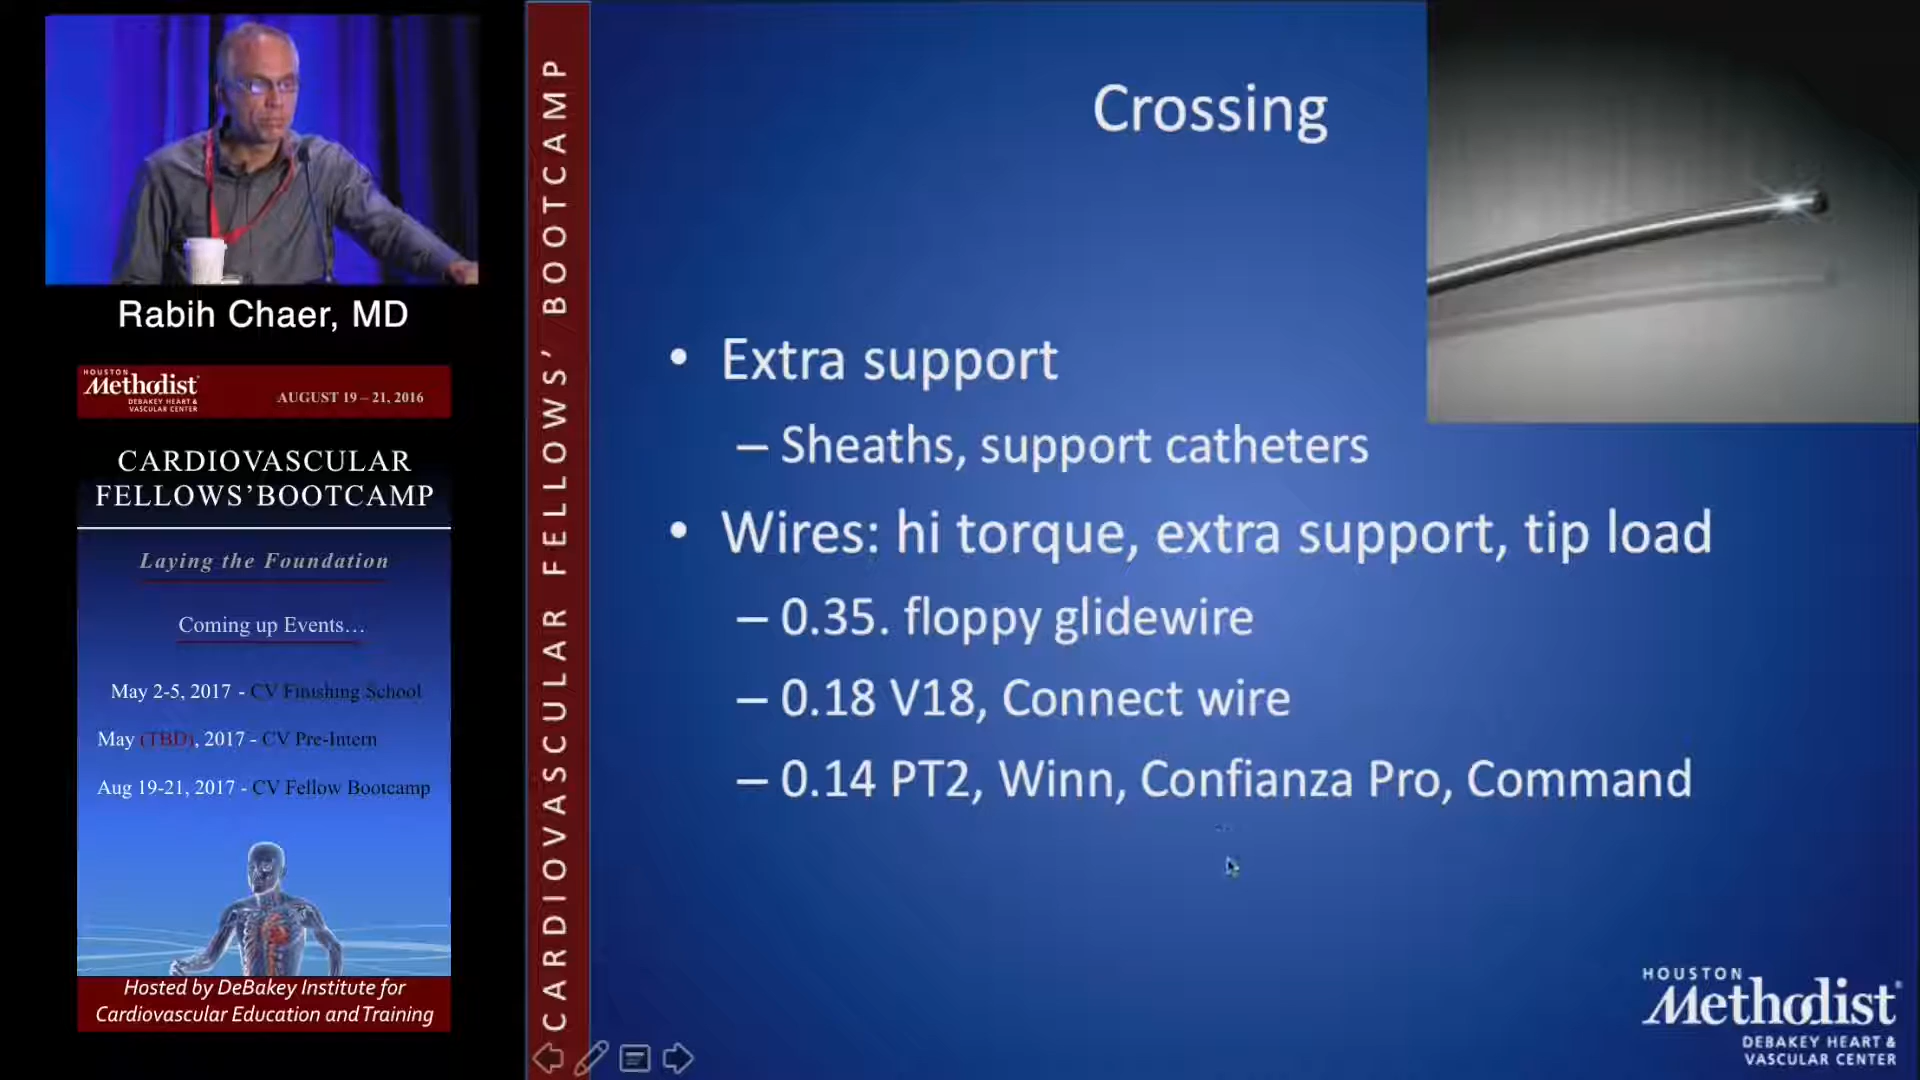 Rabih Chaer, MD
HOUSTON
Methodist
DEBAKEY HEART &
VASCULAR CENTER
AUGUST 19 – 21, 2016
CARDIOVASCULAR
FELLOWS’BOOTCAMP
Laying the Foundation
Coming up Events…
May 2-5, 2017 - CV Finishing School
May (TBD), 2017 - CV Pre-Intern
Aug 19-21, 2017 - CV Fellow Bootcamp
Hosted by DeBakey Institute for
Cardiovascular Education and Training
CARDIOVASCULAR FELLOWS’ BOOTCAMP
Crossing
• Extra support
– Sheaths, support catheters
• Wires: hi torque, extra support, tip load
– 0.35. floppy glidewire
– 0.18 V18, Connect wire
– 0.14 PT2, Winn, Confianza Pro, Command
HOUSTON
Methodist
DEBAKEY HEART &
VASCULAR CENTER